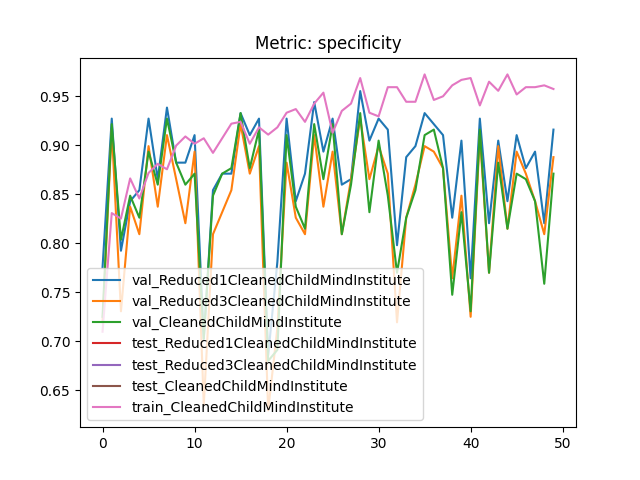 Metric: specificity
0.95
0.90
0.85
0.80
0.75
0.70
0.65
val_Reduced1CleanedChildMindInstitute
val_Reduced3CleanedChildMindInstitute
val_CleanedChildMindInstitute
test_Reduced1CleanedChildMindInstitute
test_Reduced3CleanedChildMindInstitute
test_CleanedChildMindInstitute
train_CleanedChildMindInstitute
0 10 20 30 40 50